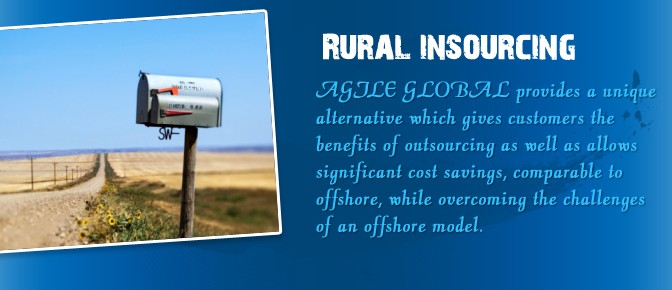 RURAL INSOURCING
AGILE GLOBAL provides a unique
alternative which gives customers the
benefits of outsourcing as well as allows
significant cost savings, comparable to
offshore, while overcoming the challenges
of an offshore model.
SW